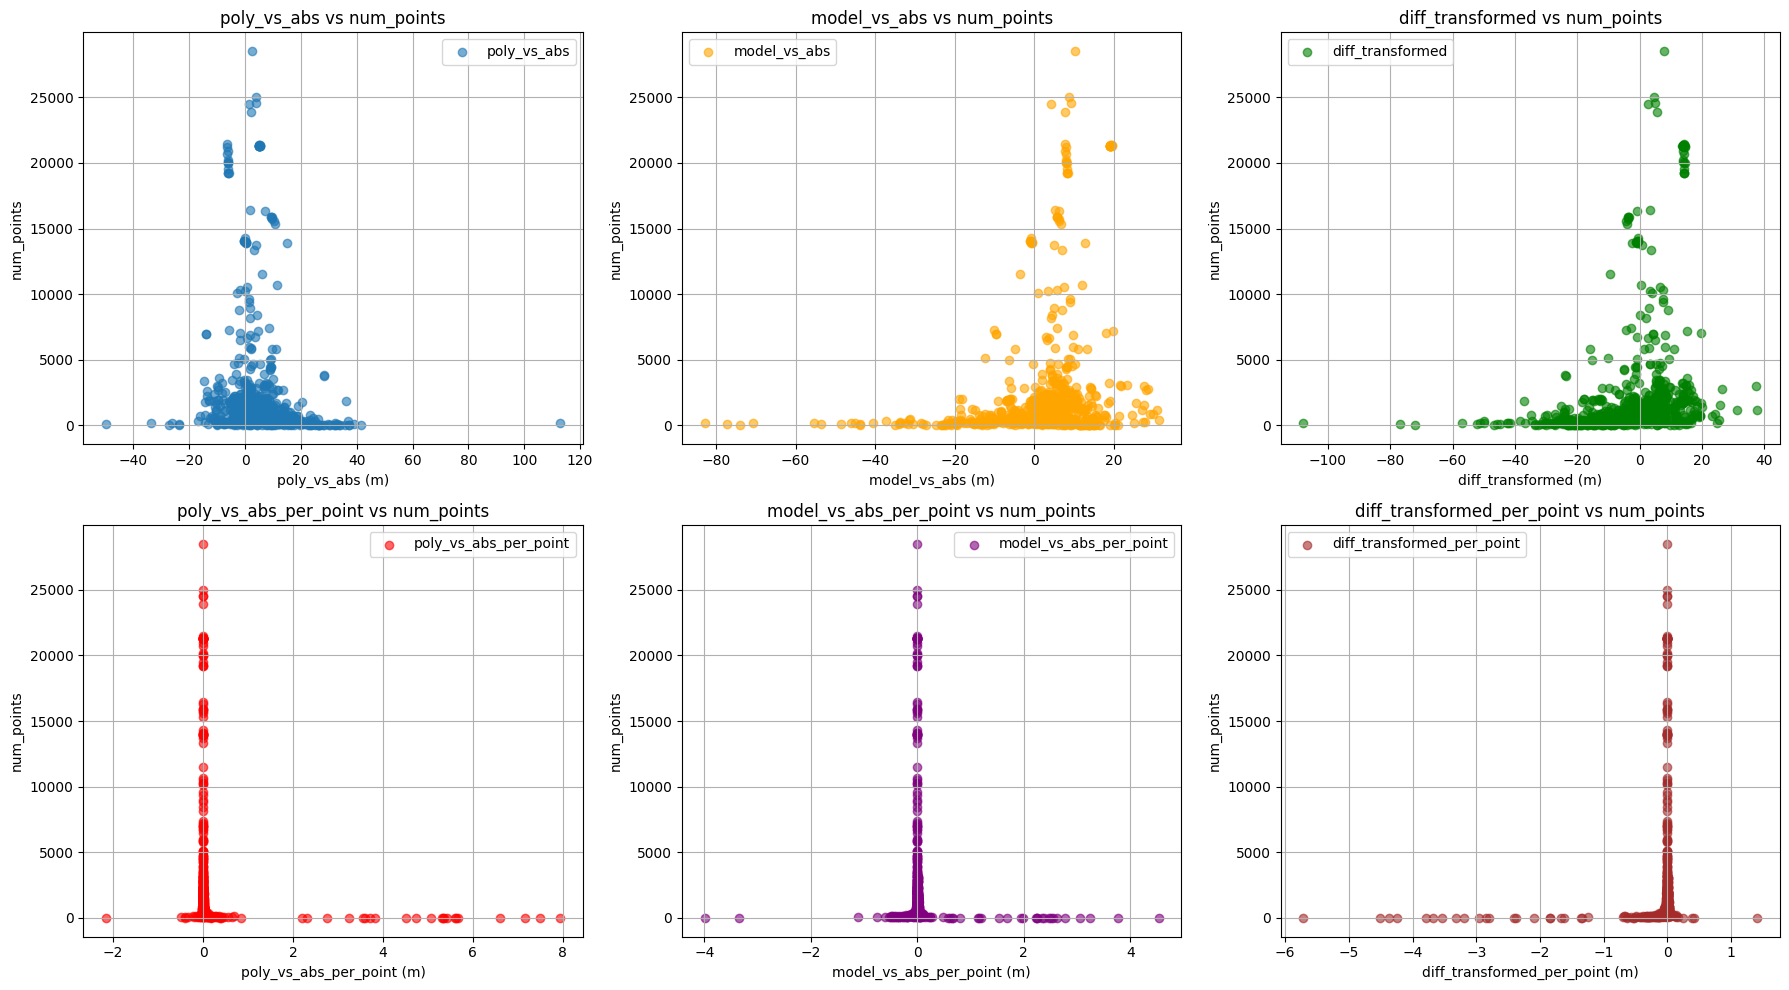 poly_vs_abs vs num_points
model_vs_abs vs num_points
diff_transformed vs num_points
poly_vs_abs
model_vs_abs
diff_transformed
25000
20000
15000
10000
5000
0
num_points
−40 −20 0 20 40 60 80 100 120
poly_vs_abs (m)
25000
20000
15000
10000
5000
0
num_points
−80 −60 −40 −20 0 20
model_vs_abs (m)
25000
20000
15000
10000
5000
0
num_points
−100 −80 −60 −40 −20 0 20 40
diff_transformed (m)
poly_vs_abs_per_point vs num_points
model_vs_abs_per_point vs num_points
diff_transformed_per_point vs num_points
poly_vs_abs_per_point
model_vs_abs_per_point
diff_transformed_per_point
25000
20000
15000
10000
5000
0
num_points
−2 0 2 4 6 8
poly_vs_abs_per_point (m)
25000
20000
15000
10000
5000
0
num_points
−4 −2 0 2 4
model_vs_abs_per_point (m)
25000
20000
15000
10000
5000
0
num_points
−6 −5 −4 −3 −2 −1 0 1
diff_transformed_per_point (m)